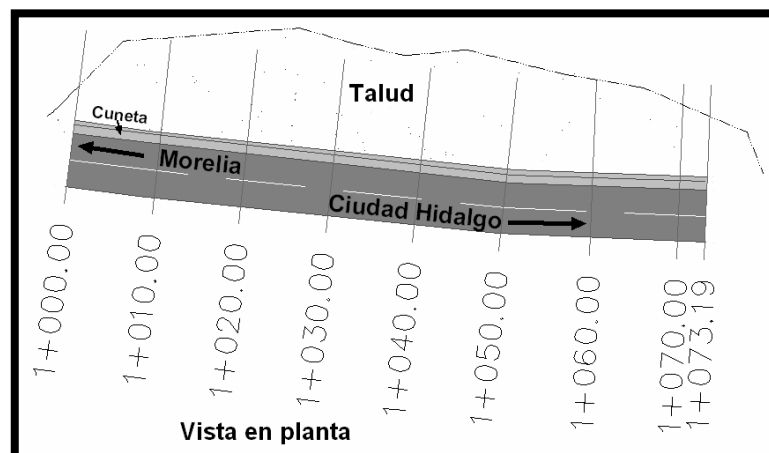 Talud
Cuneta
Morelia
Ciudad Hidalgo
1+000.00
1+010.00
1+020.00
1+030.00
1+040.00
1+050.00
1+060.00
1+070.00
1+073.19
Vista en planta